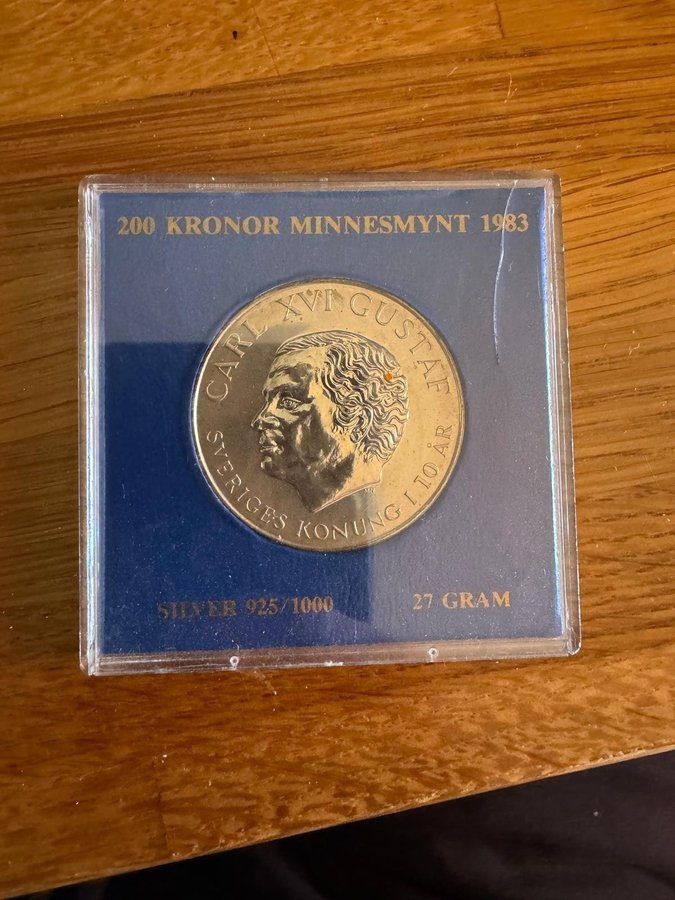 200 KRONOR MINNESMYNT 1983
CARL XVI GUSTAF
SVERIGES KONUNG I 10 ÅR
SILVER 925/1000 27 GRAM